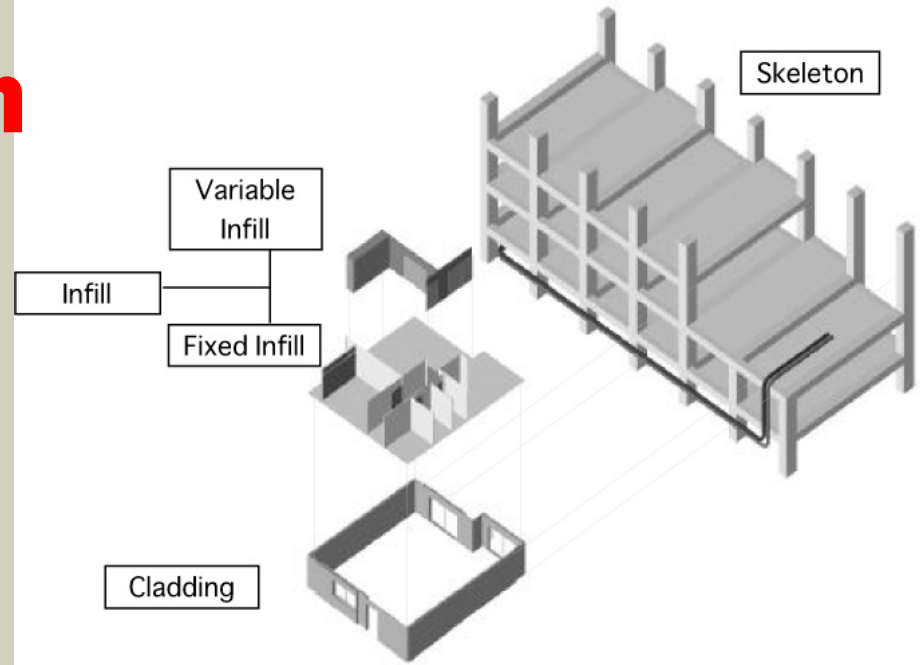 n
Skeleton
Variable
Infill
Infill
Fixed Infill
Cladding